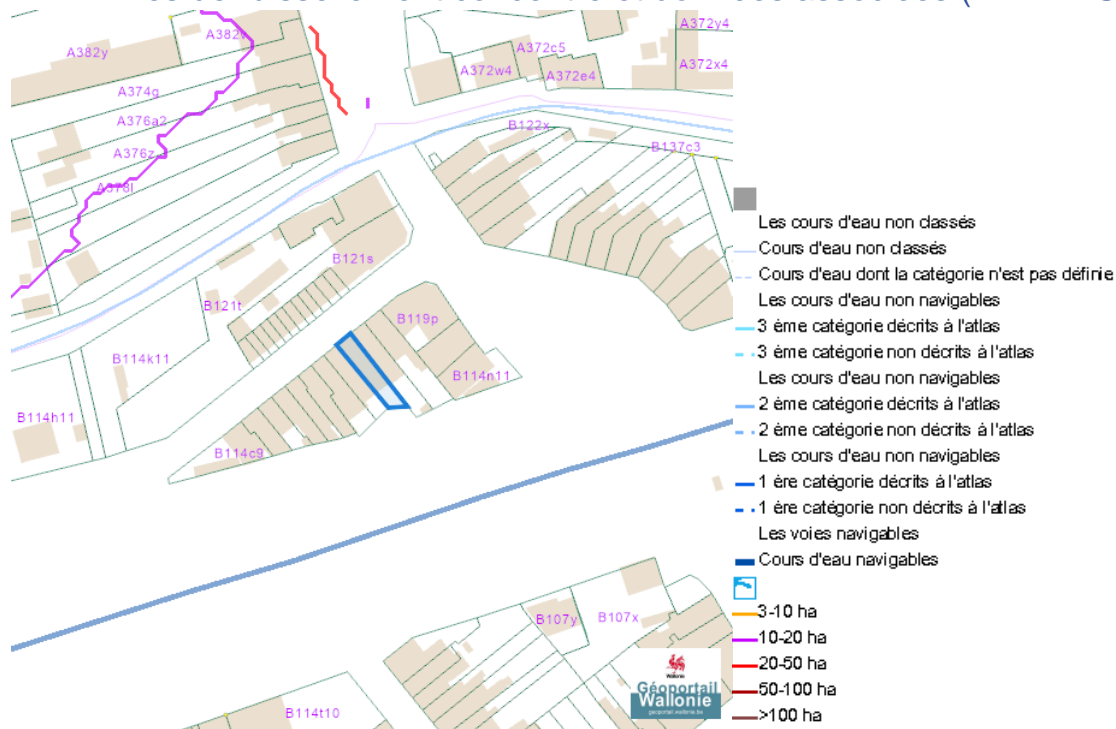 A372y4
A382y
A372c5
A372w4
A372e4
A372x4
A374g
A376a2
B122x
A376z
B137c3
A378l
B121s
B121t
B119p
B114k11
B114n11
B114h11
B114c9
B107y
B107x
B114t10
Wallonie
Géoportail
Wallonie
geoportail.wallonie.be
Les cours d'eau non classés
Cours d'eau non classés
Cours d'eau dont la catégorie n'est pas définie
Les cours d'eau non navigables
3 ème catégorie décrits à l'atlas
3 ème catégorie non décrits à l'atlas
Les cours d'eau non navigables
2 ème catégorie décrits à l'atlas
2 ème catégorie non décrits à l'atlas
Les cours d'eau non navigables
1 ère catégorie décrits à l'atlas
1 ère catégorie non décrits à l'atlas
Les voies navigables
Cours d'eau navigables
3-10 ha
10-20 ha
20-50 ha
50-100 ha
>100 ha